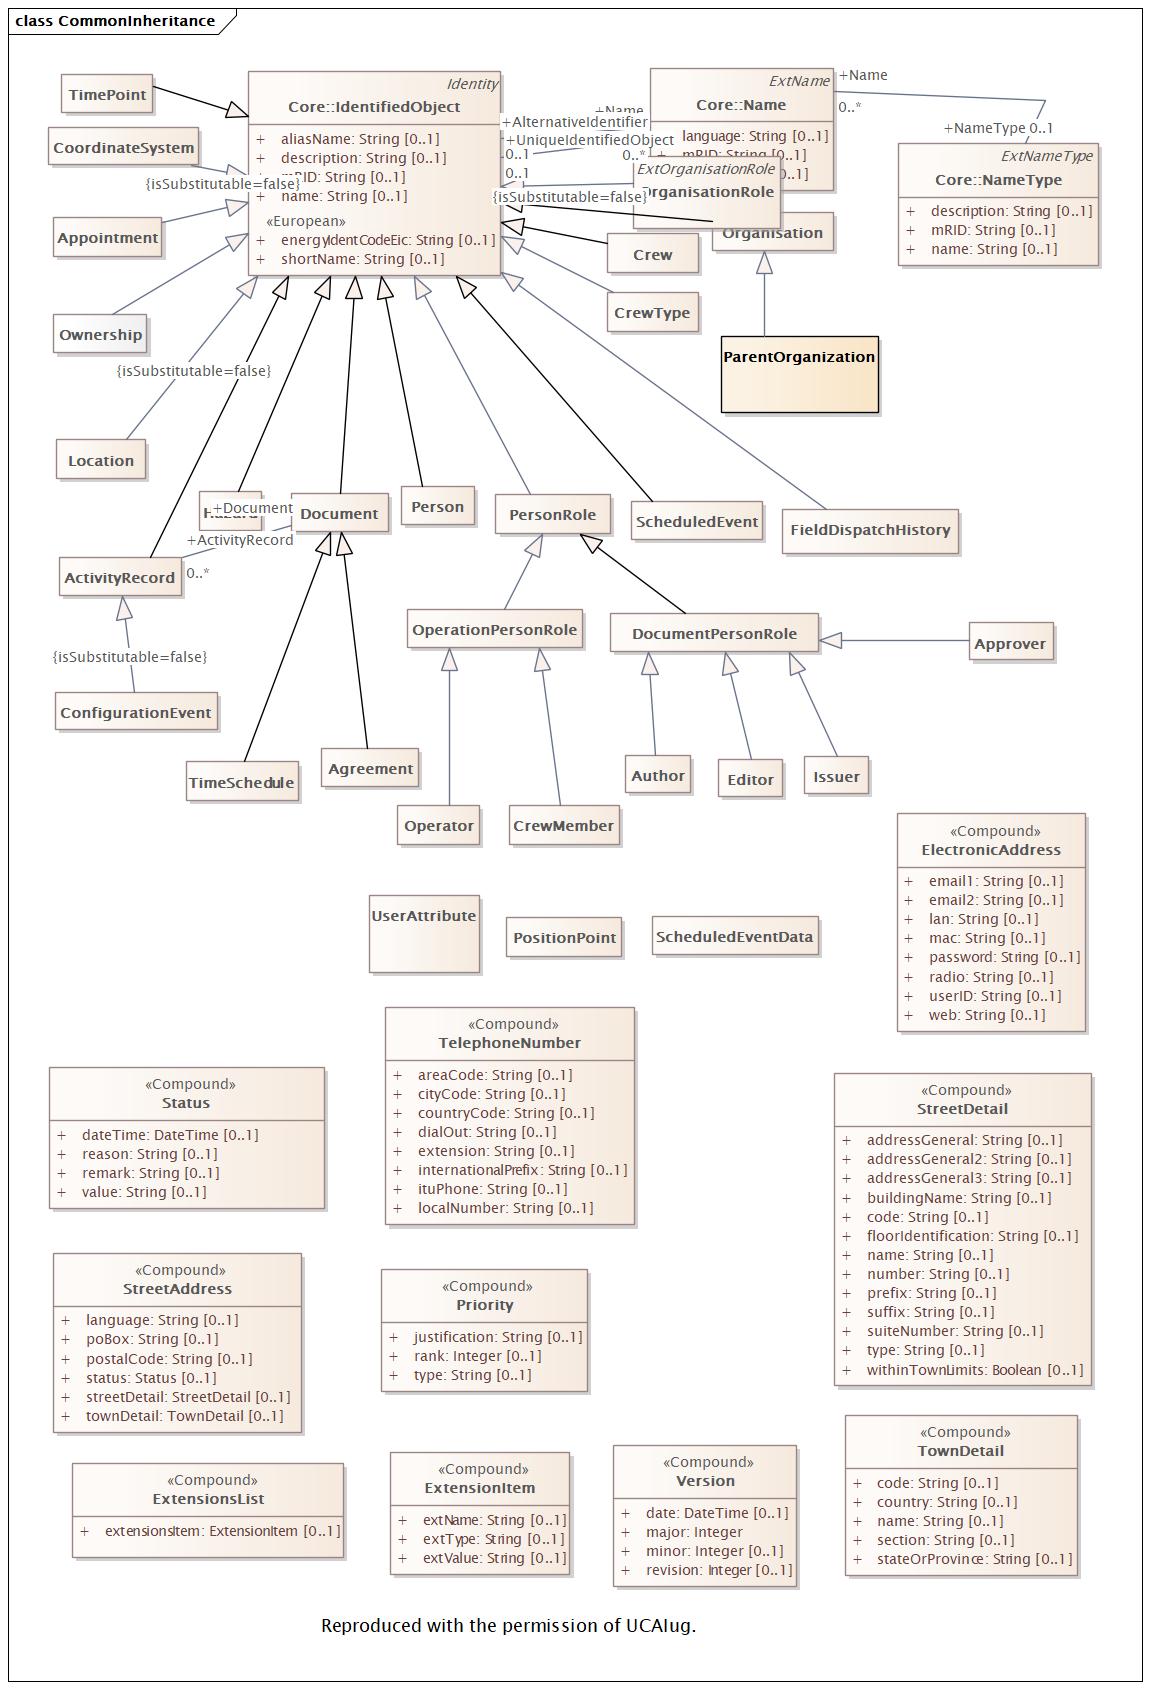 class CommonInheritance
TimePoint
CoordinateSystem
{isSubstitutable=false}
Appointment
Ownership
{isSubstitutable=false}
Location
Identity
Core::IdentifiedObject
+ aliasName: String [0..1]
+ description: String [0..1]
+ mRID: String [0..1]
+ name: String [0..1]
«European»
+ energyIdentCodeEic: String [0..1]
+ shortName: String [0..1]
+Name
+AlternativeIdentifier
+UniqueIdentifiedObject
0..1
0..*
0..1
{isSubstitutable=false}
ExtName
Core::Name
language: String [0..1]
mRID: String [0..1]
0..1]
ExtOrganisationRole
OrganisationRole
Organisation
+Name
0..*
+NameType 0..1
ExtNameType
Core::NameType
+ description: String [0..1]
+ mRID: String [0..1]
+ name: String [0..1]
Crew
CrewType
ParentOrganization
+Document
Document
+ActivityRecord
0..*
Person
PersonRole
ScheduledEvent
FieldDispatchHistory
ActivityRecord
{isSubstitutable=false}
ConfigurationEvent
OperationPersonRole
DocumentPersonRole
Approver
TimeSchedule
Agreement
Operator
CrewMember
Author
Editor
Issuer
UserAttribute
PositionPoint
ScheduledEventData
«Compound»
ElectronicAddress
+ email1: String [0..1]
+ email2: String [0..1]
+ lan: String [0..1]
+ mac: String [0..1]
+ password: String [0..1]
+ radio: String [0..1]
+ userID: String [0..1]
+ web: String [0..1]
«Compound»
TelephoneNumber
+ areaCode: String [0..1]
+ cityCode: String [0..1]
+ countryCode: String [0..1]
+ dialOut: String [0..1]
+ extension: String [0..1]
+ internationalPrefix: String [0..1]
+ ituPhone: String [0..1]
+ localNumber: String [0..1]
«Compound»
Status
+ dateTime: DateTime [0..1]
+ reason: String [0..1]
+ remark: String [0..1]
+ value: String [0..1]
«Compound»
StreetDetail
+ addressGeneral: String [0..1]
+ addressGeneral2: String [0..1]
+ addressGeneral3: String [0..1]
+ buildingName: String [0..1]
+ code: String [0..1]
+ floorIdentification: String [0..1]
+ name: String [0..1]
+ number: String [0..1]
+ prefix: String [0..1]
+ suffix: String [0..1]
+ suiteNumber: String [0..1]
+ type: String [0..1]
+ withinTownLimits: Boolean [0..1]
«Compound»
StreetAddress
+ language: String [0..1]
+ poBox: String [0..1]
+ postalCode: String [0..1]
+ status: Status [0..1]
+ streetDetail: StreetDetail [0..1]
+ townDetail: TownDetail [0..1]
«Compound»
Priority
+ justification: String [0..1]
+ rank: Integer [0..1]
+ type: String [0..1]
«Compound»
TownDetail
+ code: String [0..1]
+ country: String [0..1]
+ name: String [0..1]
+ section: String [0..1]
+ stateOrProvince: String [0..1]
«Compound»
ExtensionsList
+ extensionsItem: ExtensionItem [0..1]
«Compound»
ExtensionItem
+ extName: String [0..1]
+ extType: String [0..1]
+ extValue: String [0..1]
«Compound»
Version
+ date: DateTime [0..1]
+ major: Integer
+ minor: Integer [0..1]
+ revision: Integer [0..1]
Reproduced with the permission of UCAIug.